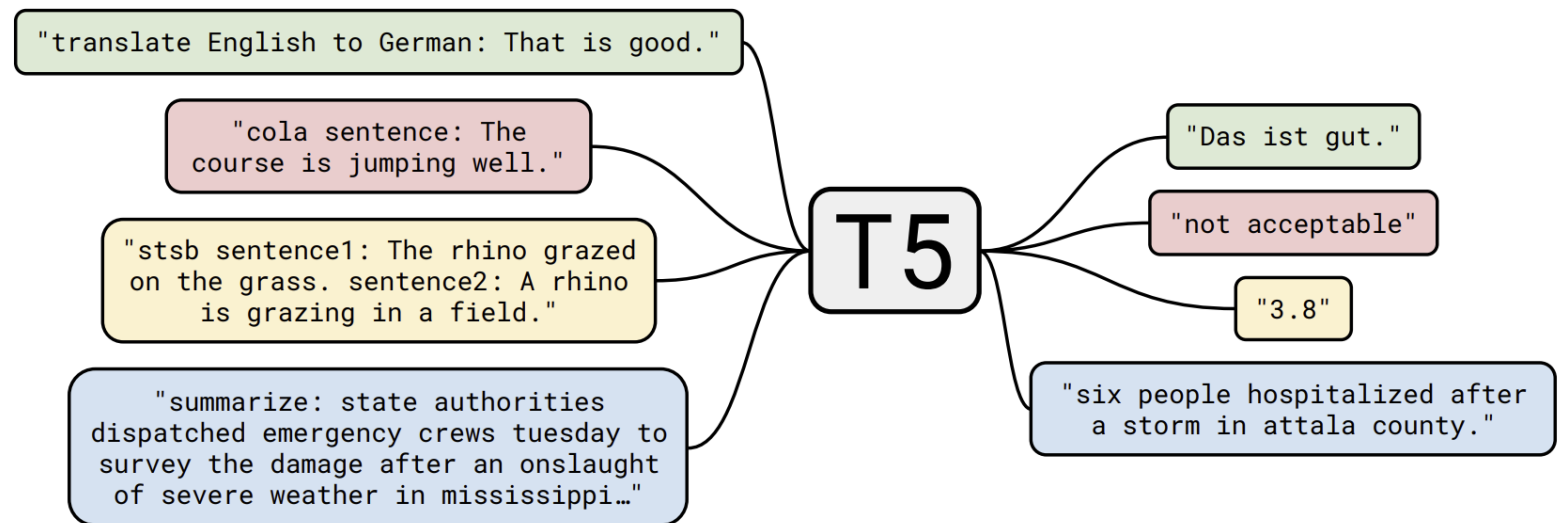 "translate English to German: That is good."
"cola sentence: The
course is jumping well."
"stsb sentence1: The rhino grazed
on the grass. sentence2: A rhino
is grazing in a field."
"summarize: state authorities
dispatched emergency crews tuesday to
survey the damage after an onslaught
of severe weather in mississippi…"
T5
"Das ist gut."
"not acceptable"
"3.8"
"six people hospitalized after
a storm in attala county."